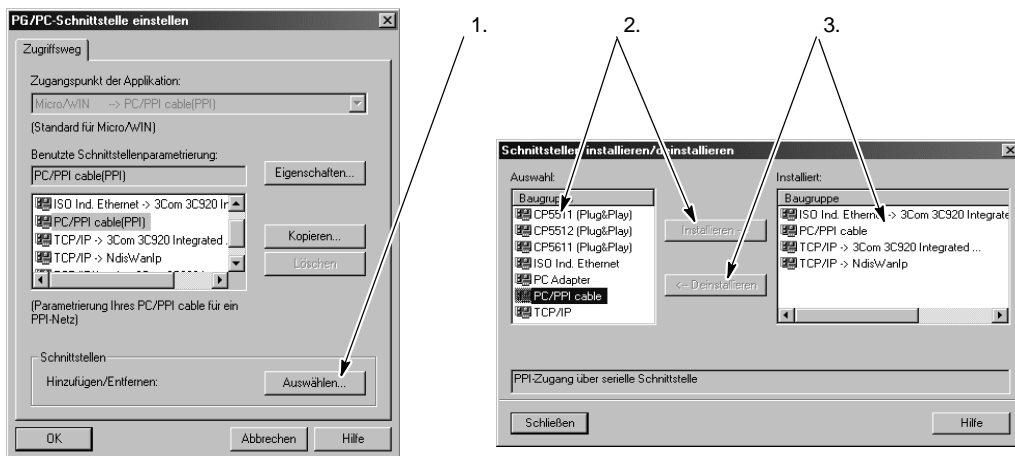 1.
2.
3.
PG/PC-Schnittstelle einstellen
Zugriffsweg
Zugangspunkt der Applikation:
Micro/WIN --> PC/PPI cable(PPI)
(Standard für Micro/WIN)
Benutzte Schnittstellenparametrierung:
PC/PPI cable(PPI)
Eigenschaften...
ISO Ind. Ethernet -> 3Com 3C920 Ir
PC/PPI cable(PPI)
TCP/IP -> 3Com 3C920 Integrated .
TCP/IP -> NdisWanIp
Kopieren...
Löschen
(Parametrierung Ihres PC/PPI cable für ein
PPI-Netz)
Schnittstellen
Hinzufügen/Entfernen:
Auswählen...
OK
Abbrechen
Hilfe
Schnittstellen installieren/deinstallieren
Auswahl:
CP5511 (Plug&Play)
CP5512 (Plug&Play)
CP5611 (Plug&Play)
ISO Ind. Ethernet
PC Adapter
PC/PPI cable
TCP/IP
Installieren
<-- Deinstallieren
Installiert:
Baugruppe
ISO Ind. Ethernet -> 3Com 3C920 Integrate
PC/PPI cable
TCP/IP -> 3Com 3C920 Integrated ...
TCP/IP -> NdisWanIp
PPI-Zugang über serielle Schnittstelle
Schließen
Hilfe